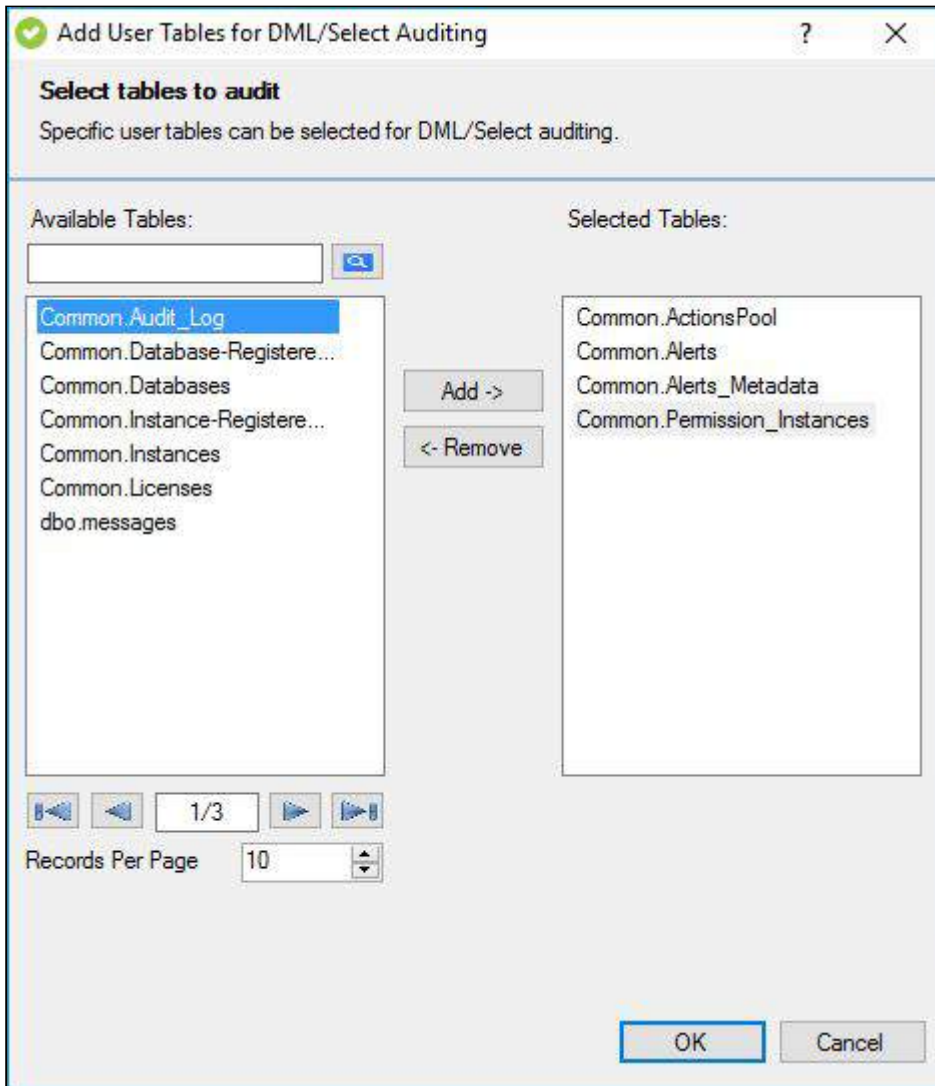 Add User Tables for DML/Select Auditing
?
Select tables to audit
Specific user tables can be selected for DML/Select auditing.
Available Tables:
Common.Audit_Log
Common.Database-Registere...
Common.Databases
Common.Instance-Registere...
Common.Instances
Common.Licenses
dbo.messages
Add ->
<- Remove
Selected Tables:
Common.ActionsPool
Common.Alerts
Common.Alerts_Metadata
Common.Permission_Instances
1/3
Records Per Page 10
OK
Cancel